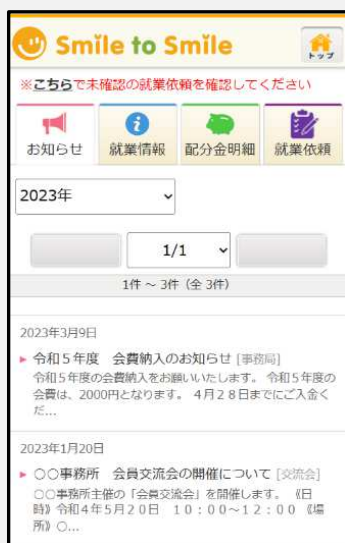 Smile to Smile
トップ
※こちらで未確認の就業依頼を確認してください
お知らせ 就業情報 配分金明細 就業依頼
2023年
1/1
1件 ～ 3件 (全 3件)
2023年3月9日
令和５年度　会費納入のお知らせ [事務局]
令和５年度の会費納入をお願いいたします。 令和５年度の
会費は、2000円となります。 ４月２８日までにご入金く
だ...
2023年1月20日
〇〇事務所　会員交流会の開催について [交流会]
〇〇事務所主催の「会員交流会」を開催します。 《日
時》令和４年５月２０日　１０：００～１２：００ 《場
所》〇...